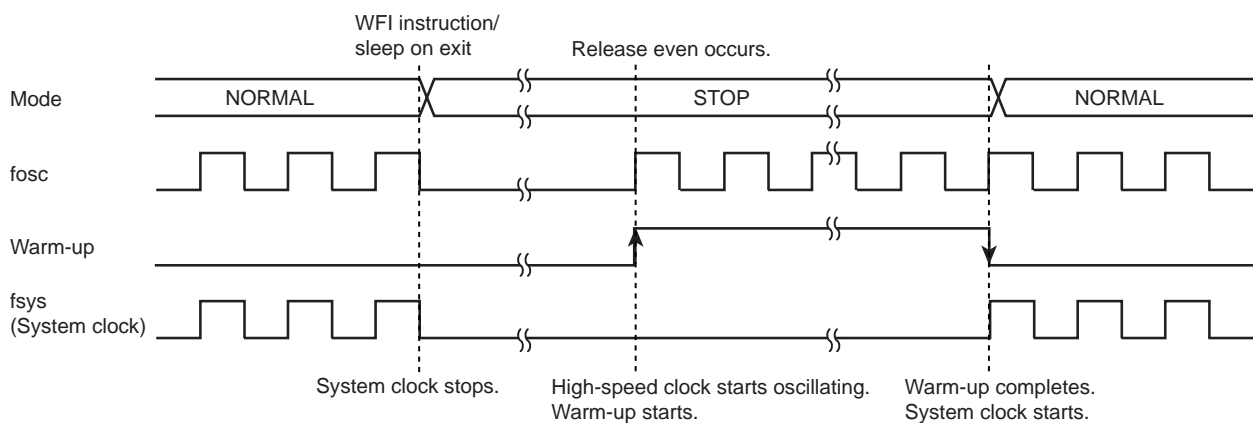 WFI instruction/
sleep on exit
Release even occurs.
Mode
NORMAL
STOP
NORMAL
fosc
Warm-up
fsys
(System clock)
System clock stops.
High-speed clock starts oscillating.
Warm-up starts.
Warm-up completes.
System clock starts.